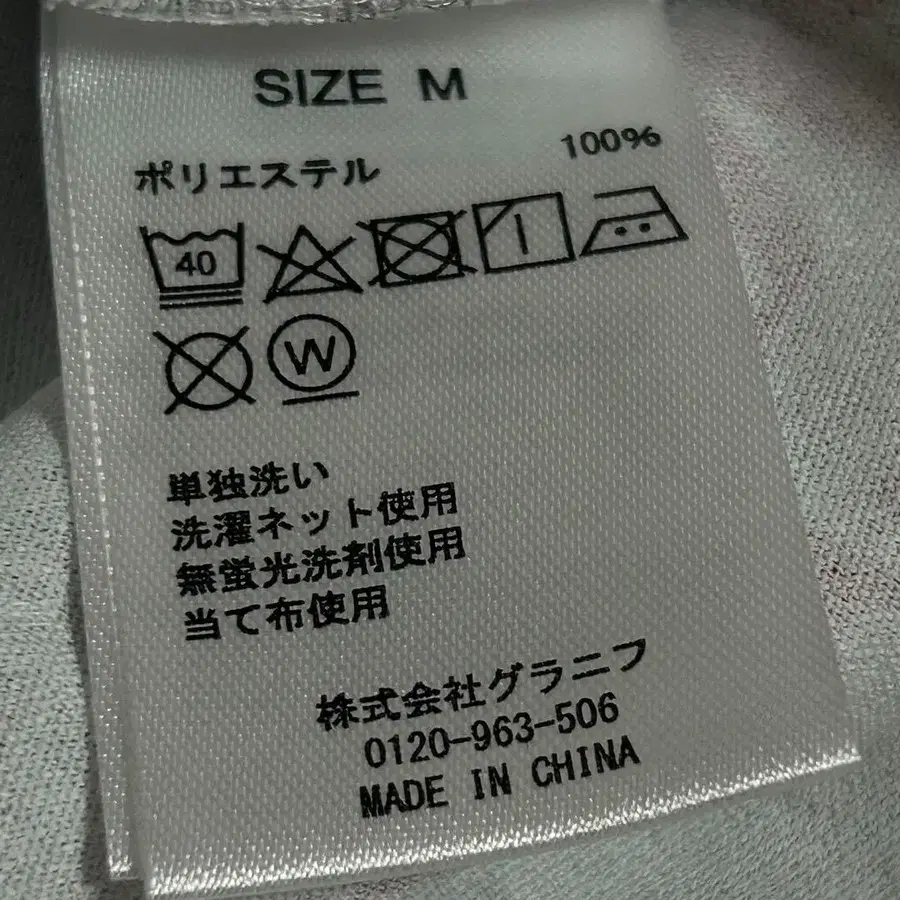 SIZE M
ポリエステル 100%
40
W
単独洗い
洗濯ネット使用
無蛍光洗剤使用
当て布使用
株式会社グラニフ
0120-963-506
MADE IN CHINA